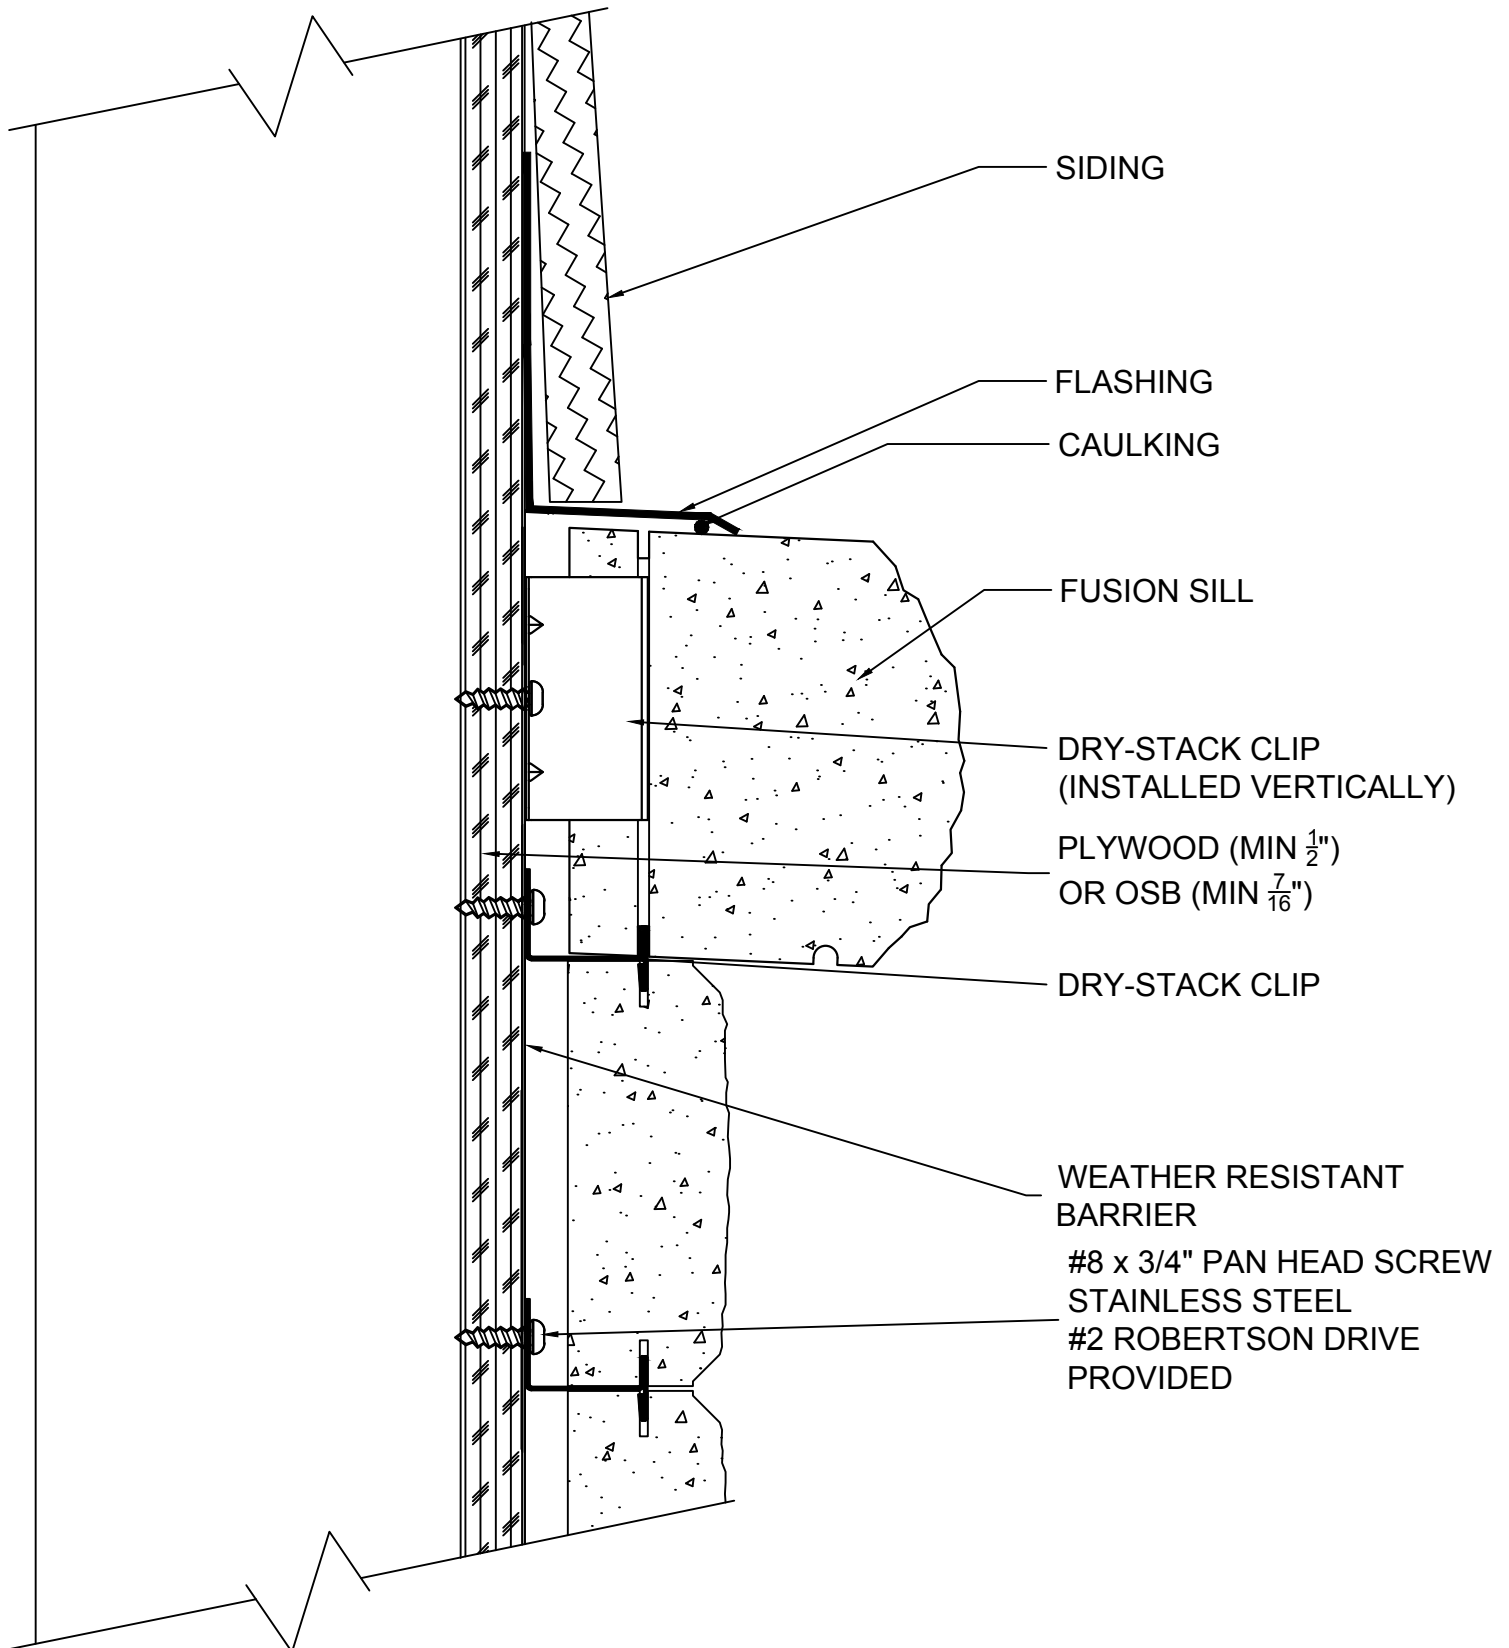 SIDING
FLASHING
CAULKING
FUSION SILL
DRY-STACK CLIP
(INSTALLED VERTICALLY)
PLYWOOD (MIN 1/2")
OR OSB (MIN 7/16")
DRY-STACK CLIP
WEATHER RESISTANT
BARRIER
#8 x 3/4" PAN HEAD SCREW
STAINLESS STEEL
#2 ROBERTSON DRIVE
PROVIDED